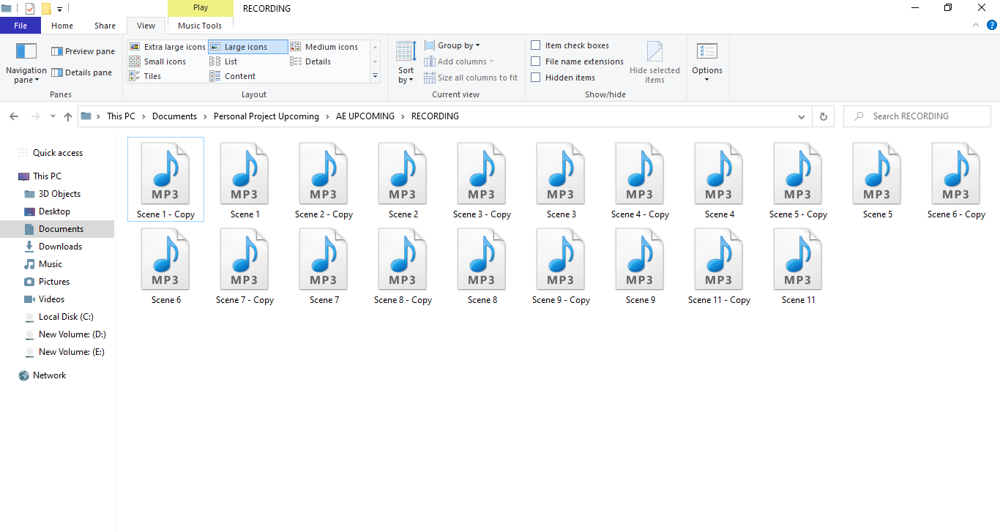 Play
RECORDING
File
Home
Share
View
Music Tools
Navigation pane
Preview pane
Details pane
Panes
Extra large icons
Large icons
Medium icons
Small icons
List
Details
Tiles
Content
Layout
Sort by
Group by
Add columns
Size all columns to fit
Current view
Item check boxes
File name extensions
Hidden items
Hide selected items
Show/hide
Options
This PC > Documents > Personal Project Upcoming > AE UPCOMING > RECORDING
Search RECORDING
Quick access
This PC
3D Objects
Desktop
Documents
Downloads
Music
Pictures
Videos
Local Disk (C:)
New Volume: (D:)
New Volume: (E:)
Network
MP3 MP3 MP3 MP3 MP3 MP3 MP3 MP3 MP3 MP3 MP3
Scene 1 - Copy Scene 1 Scene 2 - Copy Scene 2 Scene 3 - Copy Scene 3 Scene 4 - Copy Scene 4 Scene 5 - Copy Scene 5 Scene 6 - Copy
MP3 MP3 MP3 MP3 MP3 MP3 MP3 MP3 MP3
Scene 6 Scene 7 - Copy Scene 7 Scene 8 - Copy Scene 8 Scene 9 - Copy Scene 9 Scene 11 - Copy Scene 11